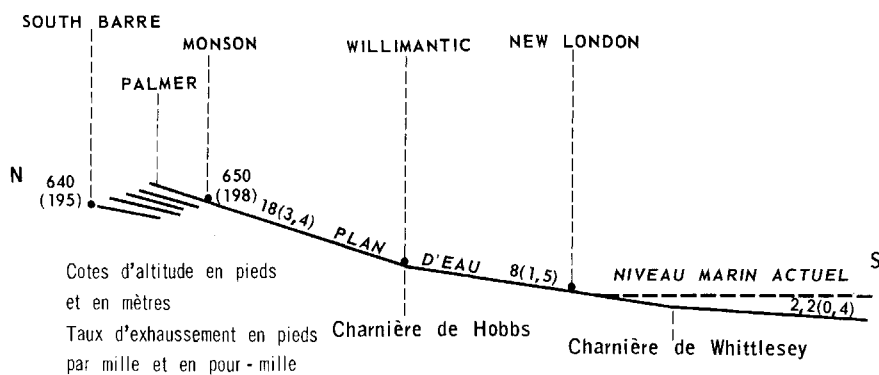 SOUTH BARRE
MONSON
WILLIMANTIC
NEW LONDON
PALMER
N
640
(195)
650
(198)
18(3,4)
PLAN
D'EAU
8(1,5)
NIVEAU MARIN ACTUEL
S
2,2(0,4)
Cotes d'altitude en pieds
et en mètres
Taux d'exhaussement en pieds
par mille et en pour-mille
Charnière de Hobbs
Charnière de Whittlesey